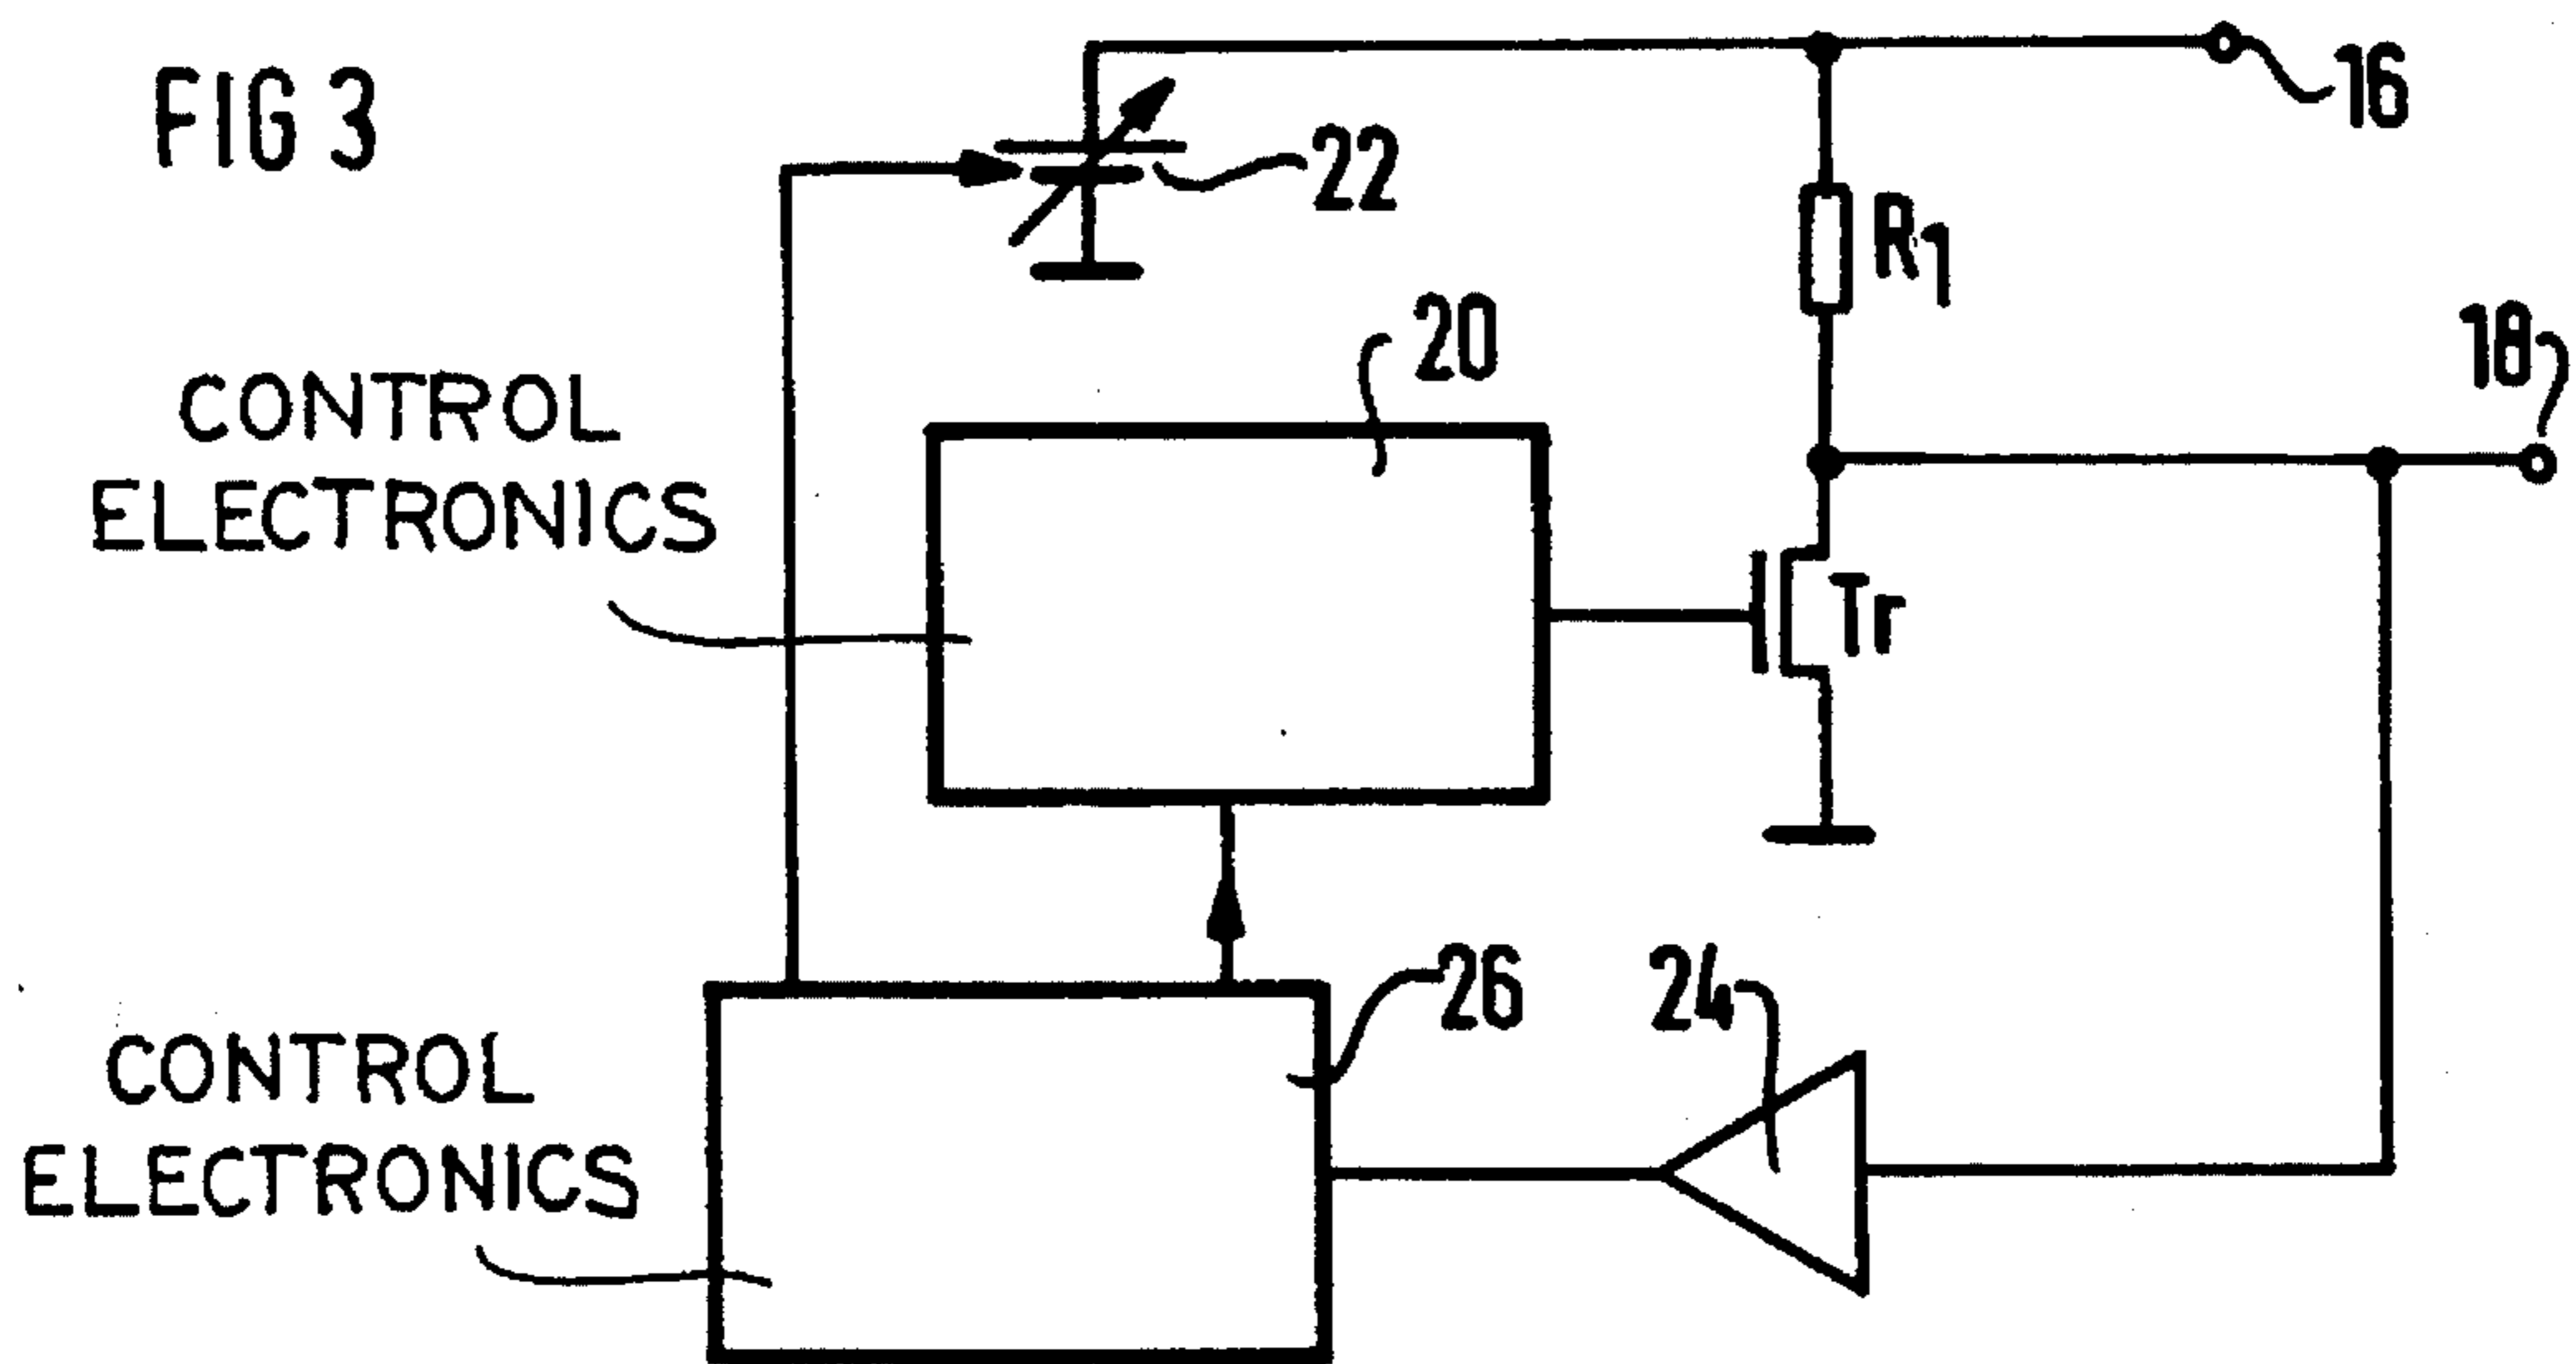 FIG 3
16
22
R1
20
18
CONTROL
ELECTRONICS
Tr
26
24
CONTROL
ELECTRONICS